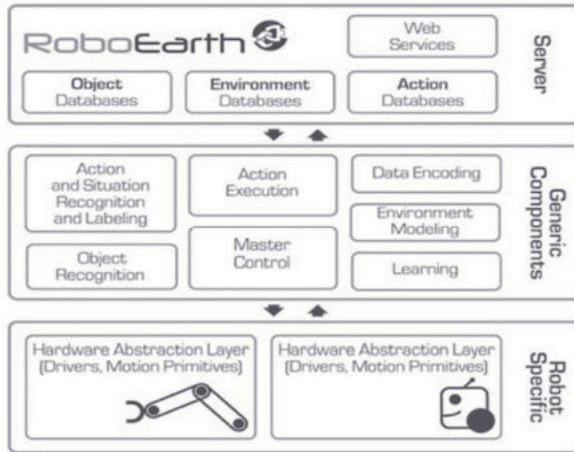 RoboEarth
Web
Services
Server
Object
Databases
Environment
Databases
Action
Databases
Action
and Situation
Recognition
and Labeling
Action
Execution
Data Encoding
Environment
Modeling
Object
Recognition
Master
Control
Learning
Generic
Components
Hardware Abstraction Layer
(Drivers, Motion Primitives)
Hardware Abstraction Layer
(Drivers, Motion Primitives)
Robot
Specific